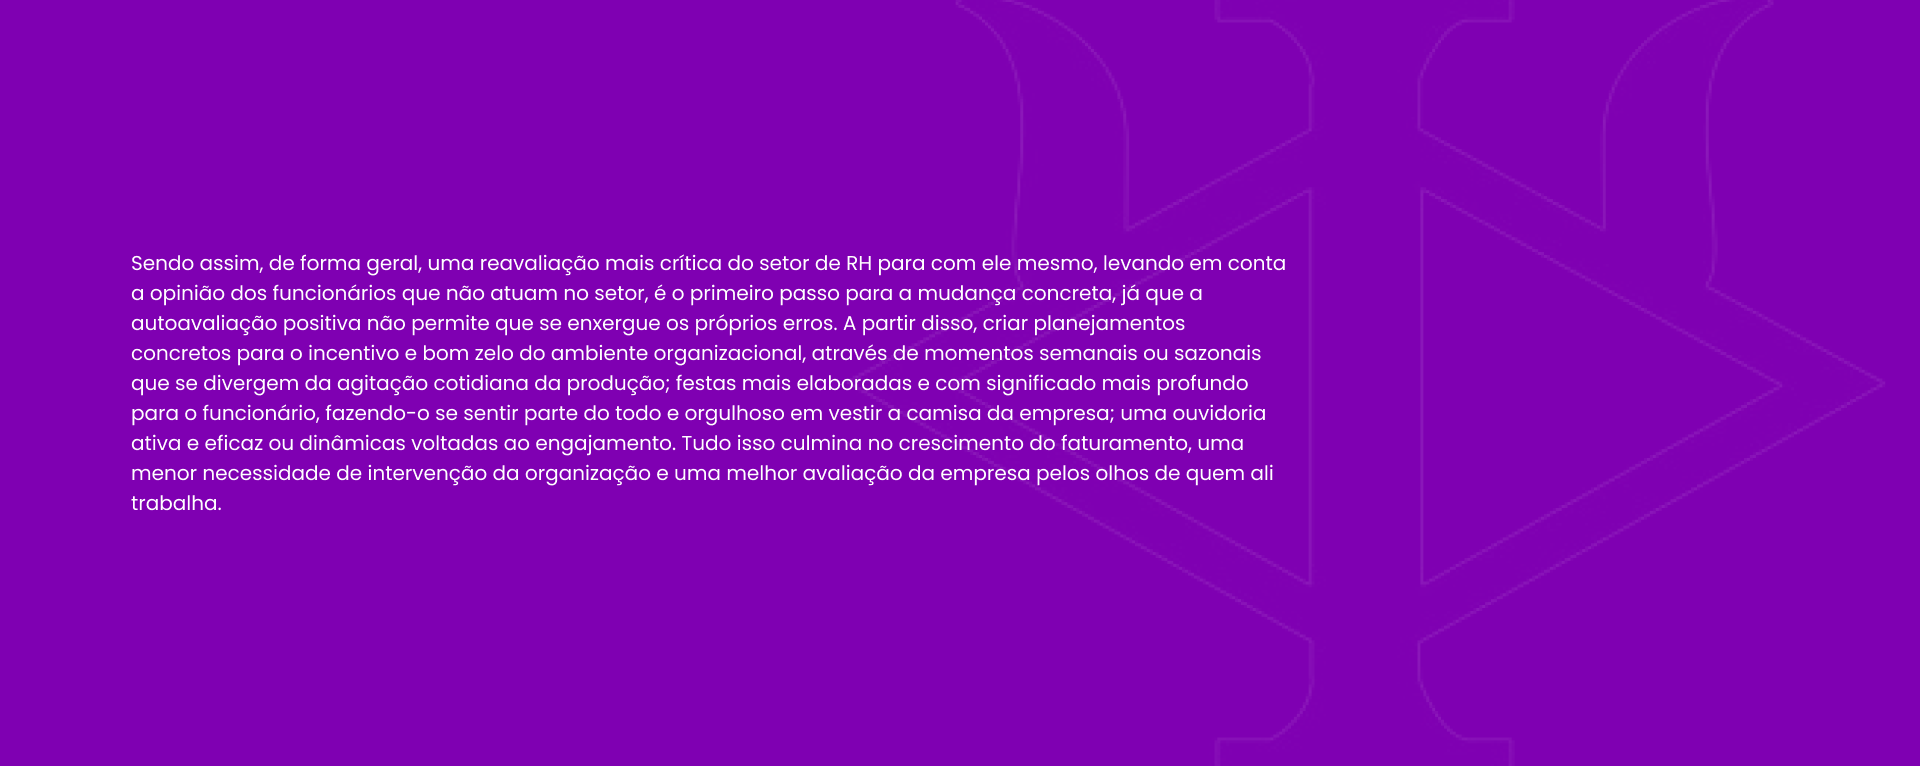 Sendo assim, de forma geral, uma reavaliação mais crítica do setor de RH para com ele mesmo, levando em conta
a opinião dos funcionários que não atuam no setor, é o primeiro passo para a mudança concreta, já que a
autoavaliação positiva não permite que se enxergue os próprios erros. A partir disso, criar planejamentos
concretos para o incentivo e bom zelo do ambiente organizacional, através de momentos semanais ou sazonais
que se divergem da agitação cotidiana da produção; festas mais elaboradas e com significado mais profundo
para o funcionário, fazendo-o se sentir parte do todo e orgulhoso em vestir a camisa da empresa; uma ouvidoria
ativa e eficaz ou dinâmicas voltadas ao engajamento. Tudo isso culmina no crescimento do faturamento, uma
menor necessidade de intervenção da organização e uma melhor avaliação da empresa pelos olhos de quem ali
trabalha.